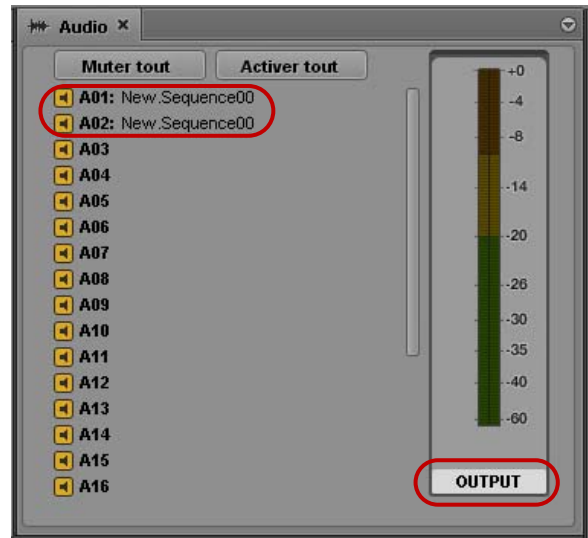 Audio ×
Muter tout Activer tout
A01: New.Sequence00
A02: New.Sequence00
A03
A04
A05
A06
A07
A08
A09
A10
A11
A12
A13
A14
A15
A16
+0
-4
-8
-14
-20
-26
-30
-35
-40
-60
OUTPUT